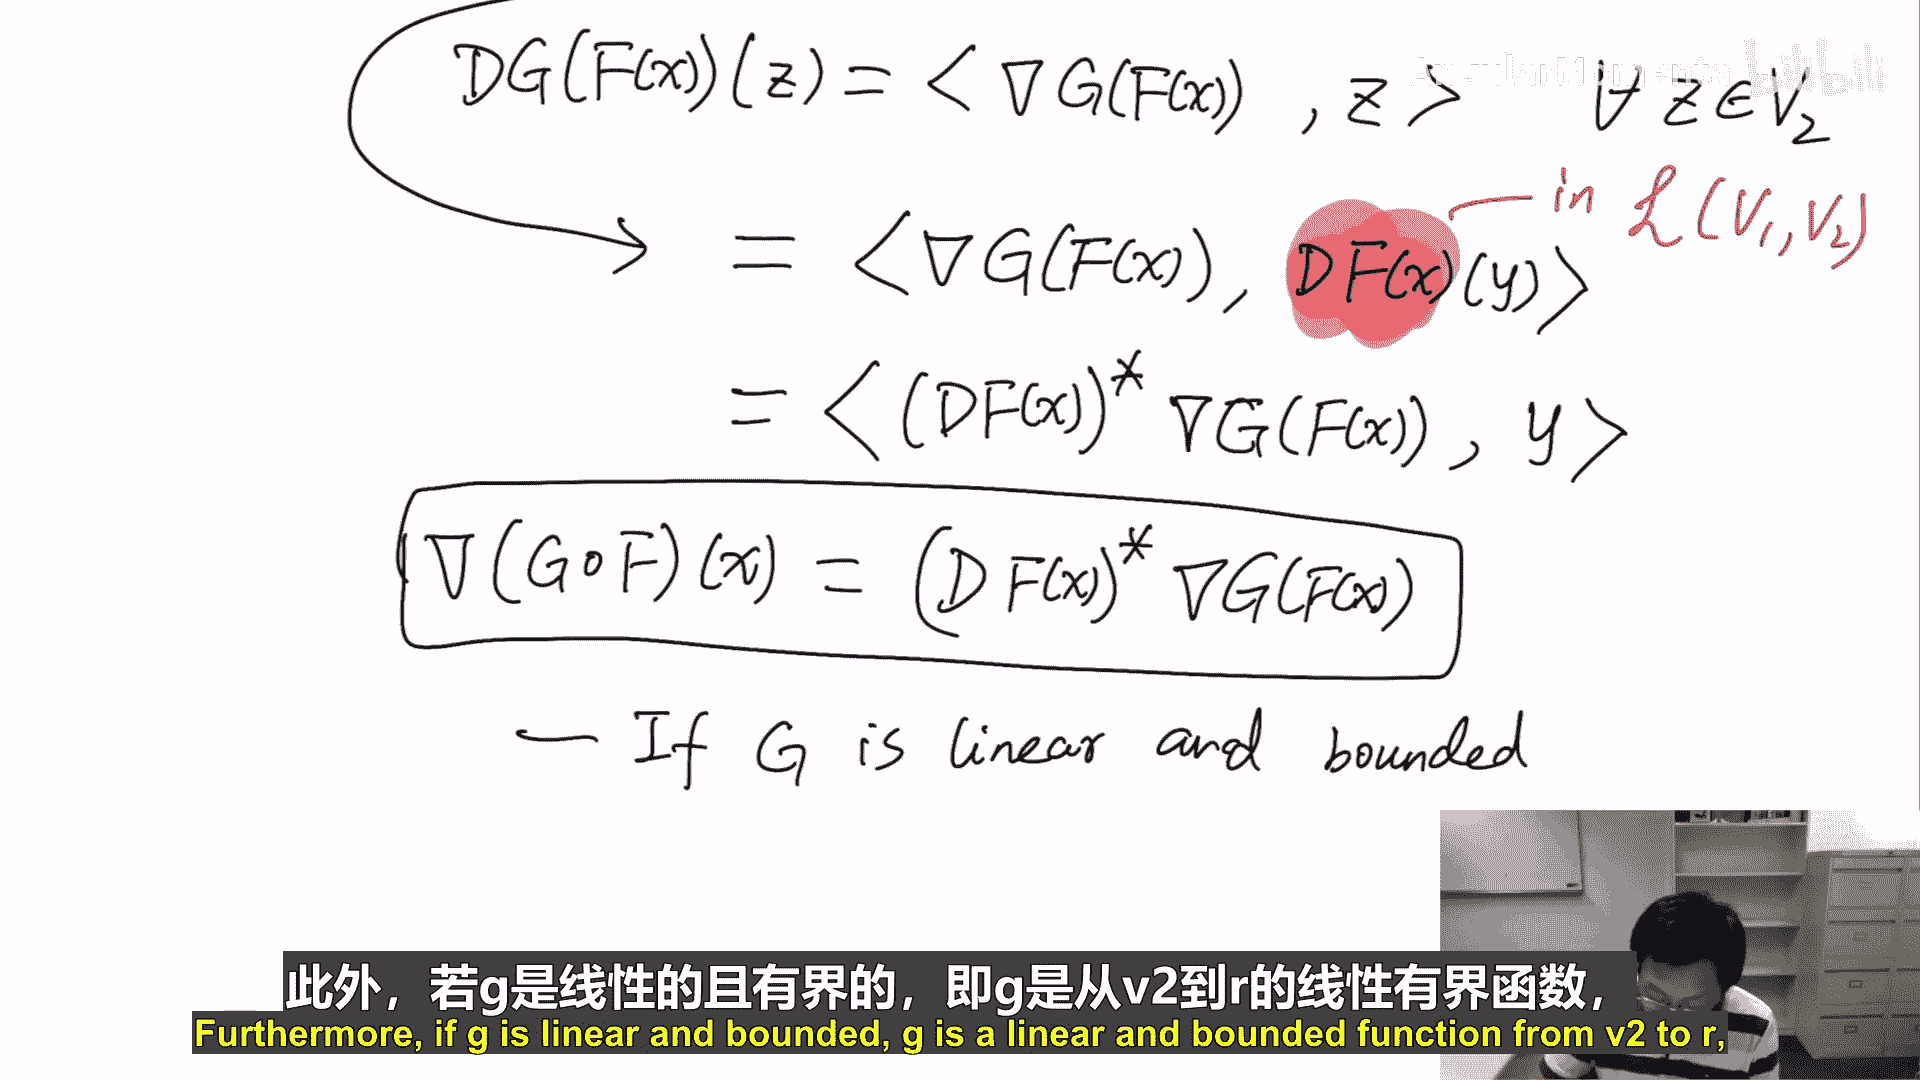 DG(F(x))(z) = < ∇G(F(x)) , z > ∀ z ∈ V₂
bilibili
in ℒ(V₁, V₂)
= < ∇G(F(x)), DF(x)(y) >
= < (DF(x))* ∇G(F(x)) , y >
∇(G∘F)(x) = (DF(x))* ∇G(F(x))
— If G is linear and bounded
此外，若g是线性的且有界的，即g是从v2到r的线性有界函数，
Furthermore, if g is linear and bounded, g is a linear and bounded function from v2 to r,